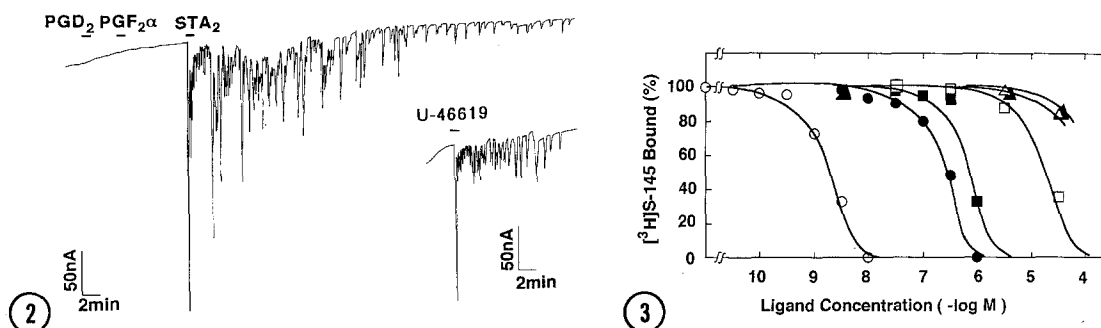 PGD₂ PGF₂α STA₂
U-46619
50nA
2min
50nA
2min
2
[³H]S-145 Bound (%)
100
80
60
40
20
0
10 9 8 7 6 5 4
Ligand Concentration ( -log M )
3